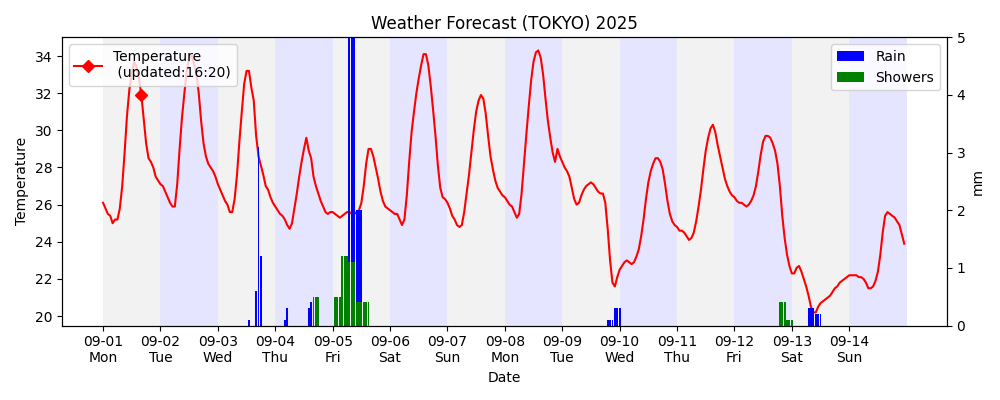 Weather Forecast (TOKYO) 2025
Temperature
(updated:16:20)
Rain
Showers
Temperature
34
32
30
28
26
24
22
20
5
4
3
2
1
0
mm
09-01 09-02 09-03 09-04 09-05 09-06 09-07 09-08 09-09 09-10 09-11 09-12 09-13 09-14
Mon Tue Wed Thu Fri Sat Sun Mon Tue Wed Thu Fri Sat Sun
Date